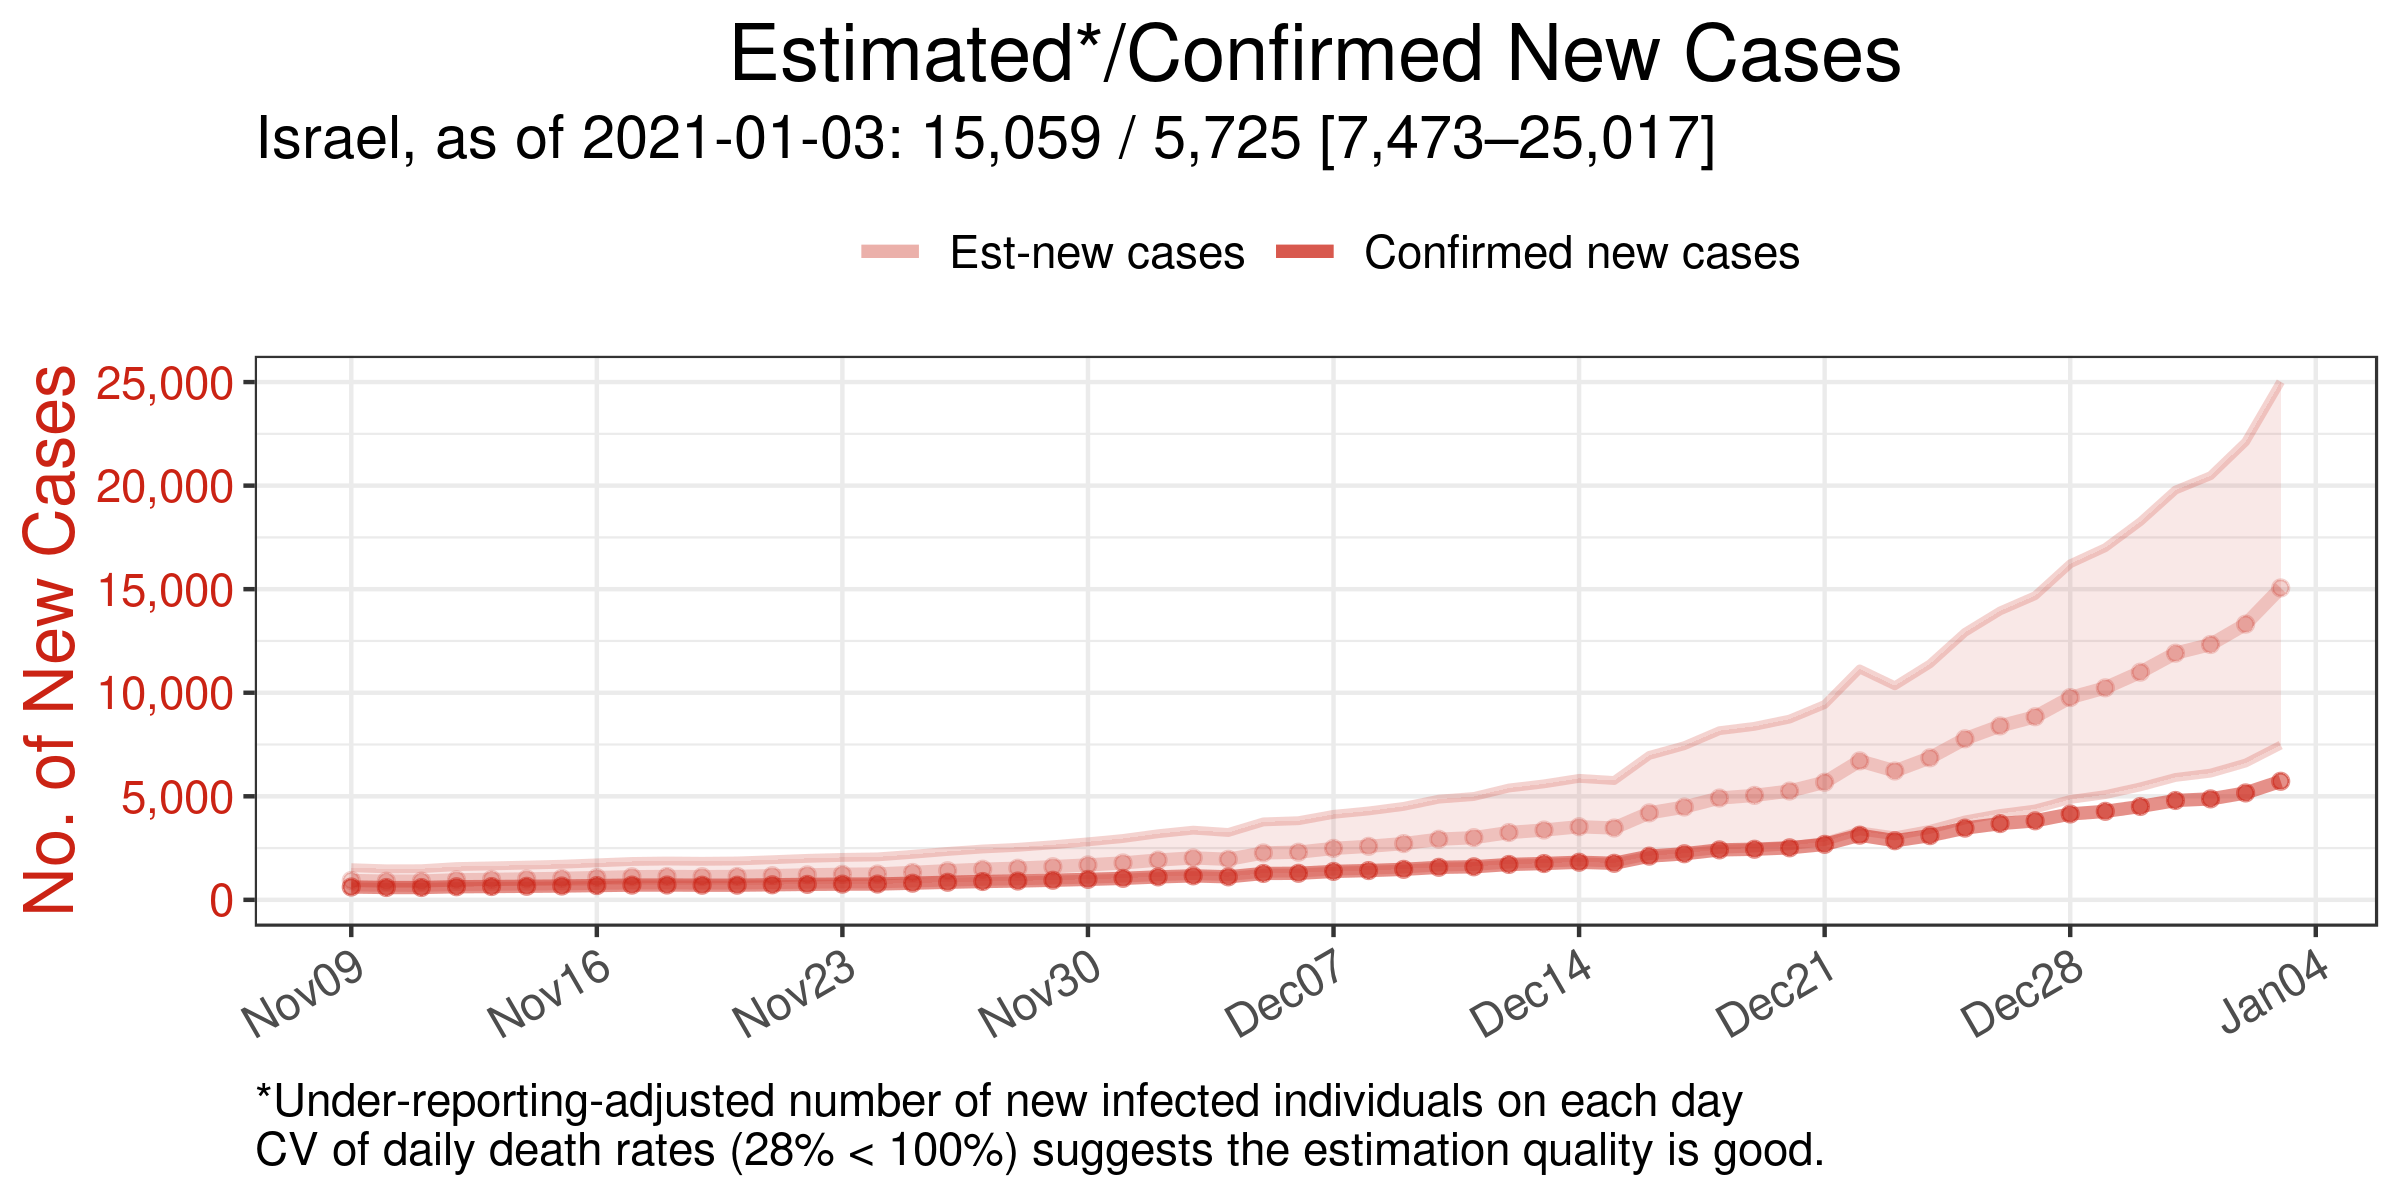 Estimated*/Confirmed New Cases
Israel, as of 2021-01-03: 15,059 / 5,725 [7,473–25,017]
Est-new cases
Confirmed new cases
No. of New Cases
25,000
20,000
15,000
10,000
5,000
0
Nov09
Nov16
Nov23
Nov30
Dec07
Dec14
Dec21
Dec28
Jan04
*Under-reporting-adjusted number of new infected individuals on each day
CV of daily death rates (28% < 100%) suggests the estimation quality is good.